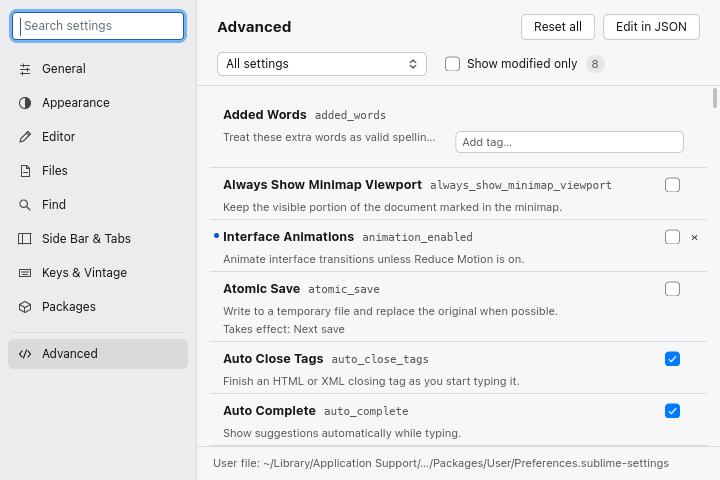 Search settings
General
Appearance
Editor
Files
Find
Side Bar & Tabs
Keys & Vintage
Packages
Advanced
Advanced
Reset all
Edit in JSON
All settings
Show modified only 8
Added Words added_words
Treat these extra words as valid spellin...
Add tag...
Always Show Minimap Viewport always_show_minimap_viewport
Keep the visible portion of the document marked in the minimap.
Interface Animations animation_enabled
Animate interface transitions unless Reduce Motion is on.
Atomic Save atomic_save
Write to a temporary file and replace the original when possible.
Takes effect: Next save
Auto Close Tags auto_close_tags
Finish an HTML or XML closing tag as you start typing it.
Auto Complete auto_complete
Show suggestions automatically while typing.
User file: ~/Library/Application Support/.../Packages/User/Preferences.sublime-settings